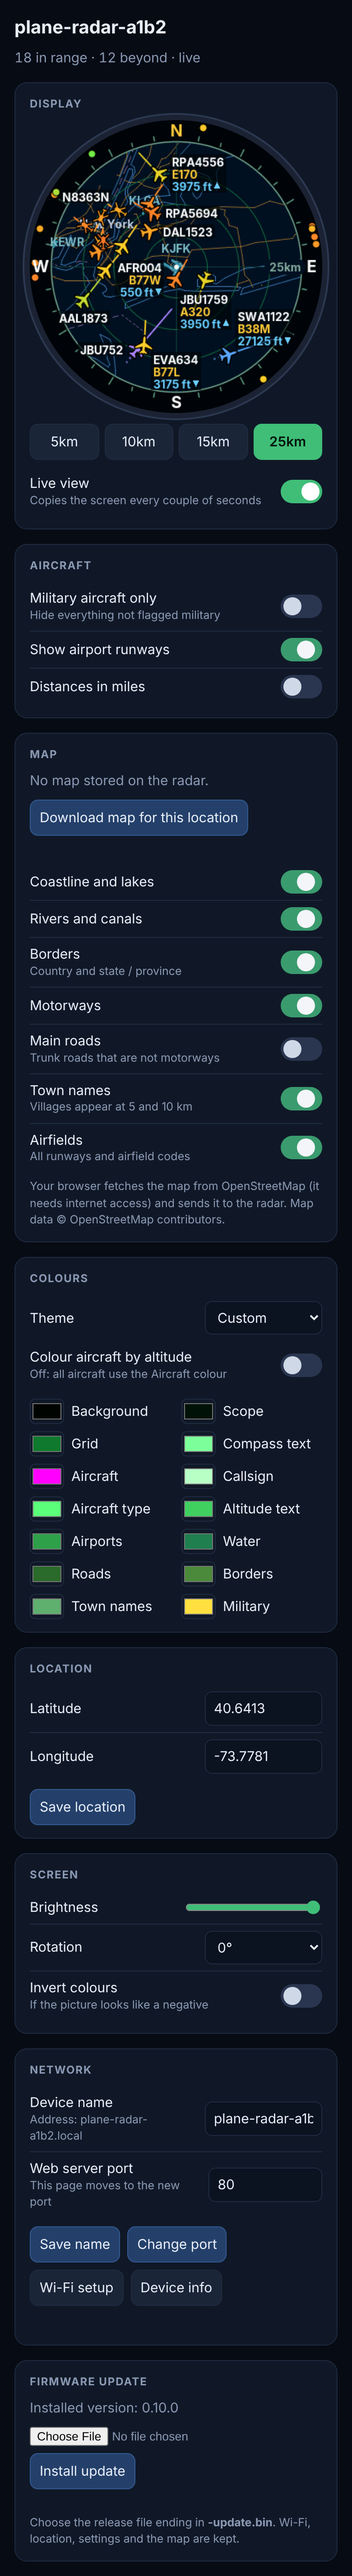 plane-radar-a1b2
18 in range · 12 beyond · live
DISPLAY
N
RPA4556
E170
3975 ft▲
N8363N
RPA5694
York
DAL1523
KEWR
KJFK
W
AFR004
B77W
550 ft▼
25km
E
JBU1759
A320
3950 ft▲
AAL1873
SWA1122
B38M
27125 ft▼
JBU752
EVA634
B77L
3175 ft▼
S
5km
10km
15km
25km
Live view
Copies the screen every couple of seconds
AIRCRAFT
Military aircraft only
Hide everything not flagged military
Show airport runways
Distances in miles
MAP
No map stored on the radar.
Download map for this location
Coastline and lakes
Rivers and canals
Borders
Country and state / province
Motorways
Main roads
Trunk roads that are not motorways
Town names
Villages appear at 5 and 10 km
Airfields
All runways and airfield codes
Your browser fetches the map from OpenStreetMap (it
needs internet access) and sends it to the radar. Map
data © OpenStreetMap contributors.
COLOURS
Theme
Custom
Colour aircraft by altitude
Off: all aircraft use the Aircraft colour
Background
Scope
Grid
Compass text
Aircraft
Callsign
Aircraft type
Altitude text
Airports
Water
Roads
Borders
Town names
Military
LOCATION
Latitude
40.6413
Longitude
-73.7781
Save location
SCREEN
Brightness
Rotation
0°
Invert colours
If the picture looks like a negative
NETWORK
Device name
Address: plane-radar-
a1b2.local
plane-radar-a1b
Web server port
This page moves to the new
port
80
Save name
Change port
Wi-Fi setup
Device info
FIRMWARE UPDATE
Installed version: 0.10.0
Choose File
No file chosen
Install update
Choose the release file ending in -update.bin. Wi-Fi,
location, settings and the map are kept.